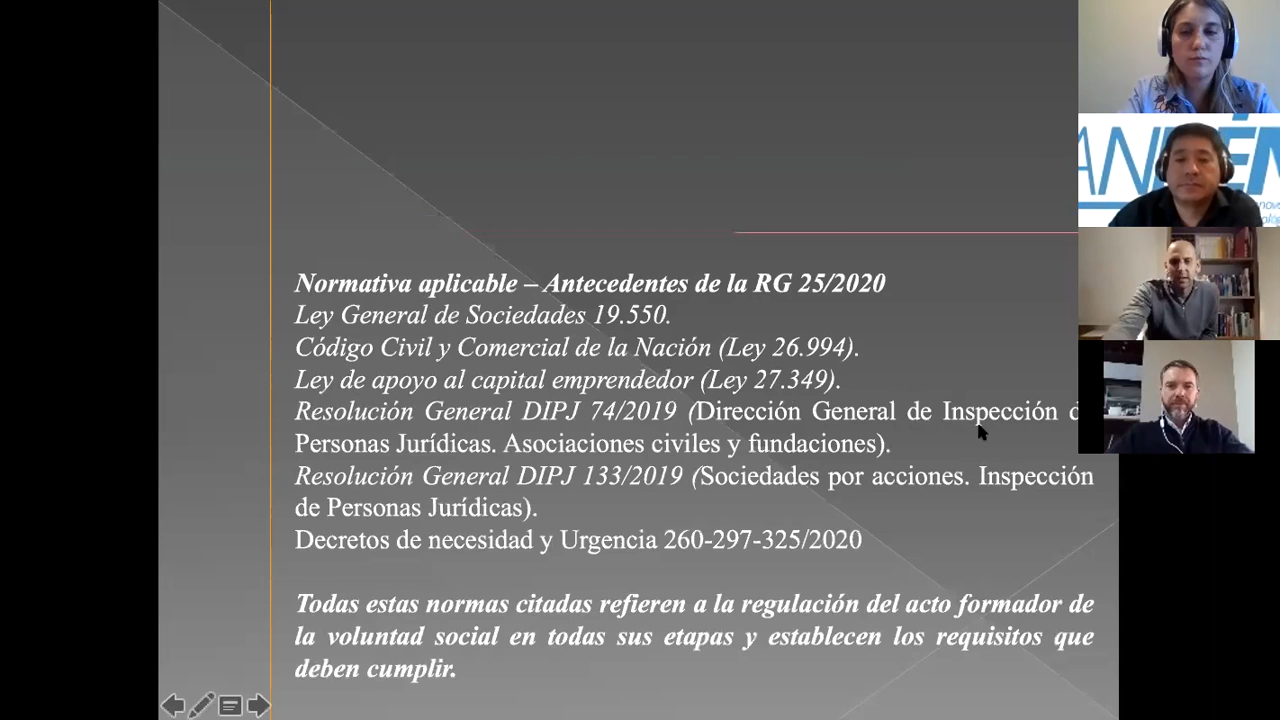 Normativa aplicable – Antecedentes de la RG 25/2020
Ley General de Sociedades 19.550.
Código Civil y Comercial de la Nación (Ley 26.994).
Ley de apoyo al capital emprendedor (Ley 27.349).
Resolución General DIPJ 74/2019 (Dirección General de Inspección
Personas Jurídicas. Asociaciones civiles y fundaciones).
Resolución General DIPJ 133/2019 (Sociedades por acciones. Inspección
de Personas Jurídicas).
Decretos de necesidad y Urgencia 260-297-325/2020
Todas estas normas citadas refieren a la regulación del acto formador de
la voluntad social en todas sus etapas y establecen los requisitos que
deben cumplir.